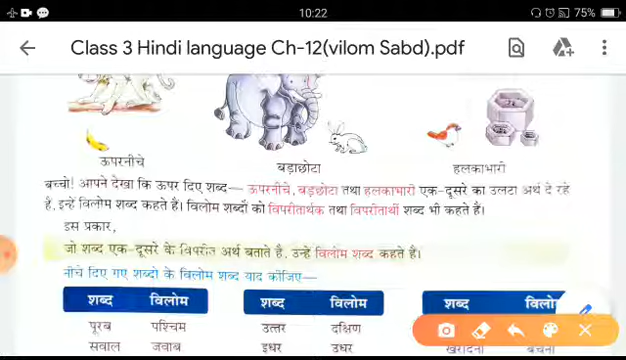 10:22
75%
Class 3 Hindi language Ch-12(vilom Sabd).pdf
ऊपरनीचे
बड़ाछोटा
हलकाभारी
बच्चो! आपने देखा कि ऊपर दिए शब्द— ऊपरनीचे, बड़छोटा तथा हलकाभारी एक-दूसरे का उलटा अर्थ दे रहे
हैं, इन्हें विलोम शब्द कहते हैं। विलोम शब्दों को विपरीतार्थक तथा विपरीतार्थी शब्द भी कहते हैं।
इस प्रकार,
जो शब्द एक-दूसरे के विपरीत अर्थ बताते हैं, उन्हें विलोम शब्द कहते हैं।
नीचे दिए गए शब्दों के विलोम शब्द याद कीजिए—
शब्द विलोम शब्द विलोम शब्द
पूरब पश्चिम उत्तर दक्षिण
सवाल जवाब इधर उधर खरीदना बेचना